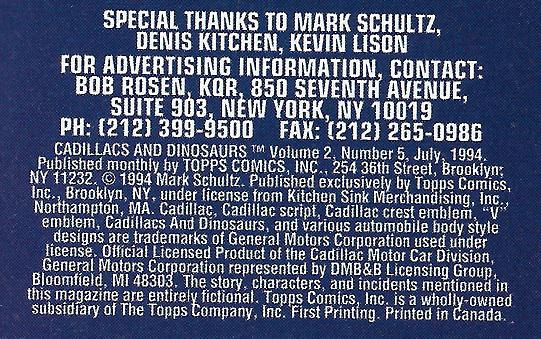 SPECIAL THANKS TO MARK SCHULTZ,
DENIS KITCHEN, KEVIN LISON
FOR ADVERTISING INFORMATION, CONTACT:
BOB ROSEN, KQR, 850 SEVENTH AVENUE,
SUITE 903, NEW YORK, NY 10019
PH: (212) 399-9500 FAX: (212) 265-0986
CADILLACS AND DINOSAURS ™ Volume 2, Number 5, July, 1994.
Published monthly by TOPPS COMICS, INC., 254 36th Street, Brooklyn,
NY 11232. © 1994 Mark Schultz. Published exclusively by Topps Comics,
Inc., Brooklyn, NY, under license from Kitchen Sink Merchandising, Inc.,
Northampton, MA. Cadillac, Cadillac script, Cadillac crest emblem, "V"
emblem, Cadillacs And Dinosaurs, and various automobile body style
designs are trademarks of General Motors Corporation used under
license. Official Licensed Product of the Cadillac Motor Car Division,
General Motors Corporation represented by DMB&B Licensing Group,
Bloomfield, MI 48303. The story, characters, and incidents mentioned in
this magazine are entirely fictional. Topps Comics, Inc. is a wholly-owned
subsidiary of The Topps Company, Inc. First Printing. Printed in Canada.